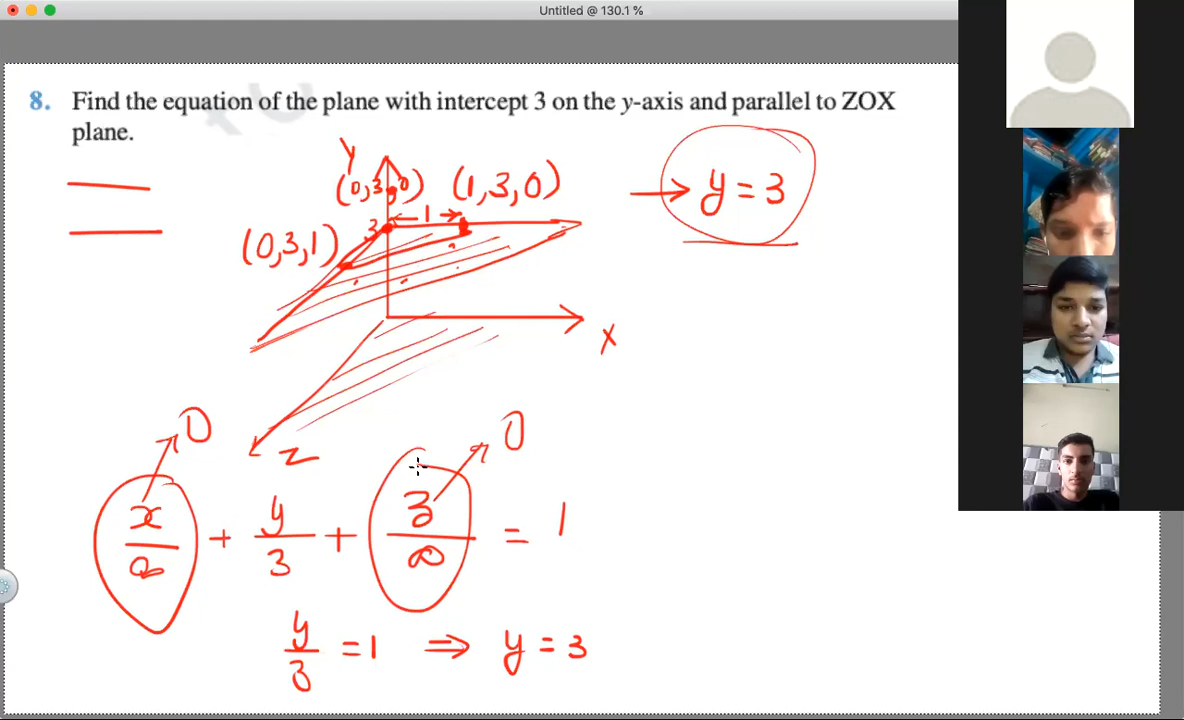 Untitled @ 130.1 %
8. Find the equation of the plane with intercept 3 on the y-axis and parallel to ZOX
plane.
Y
(0,3,0) (1,3,0)
→ y = 3
(0,3,1) 3 ←1→
X
Z
0 0
x/∞ + y/3 + z/∞ = 1
y/3 = 1 ⇒ y = 3